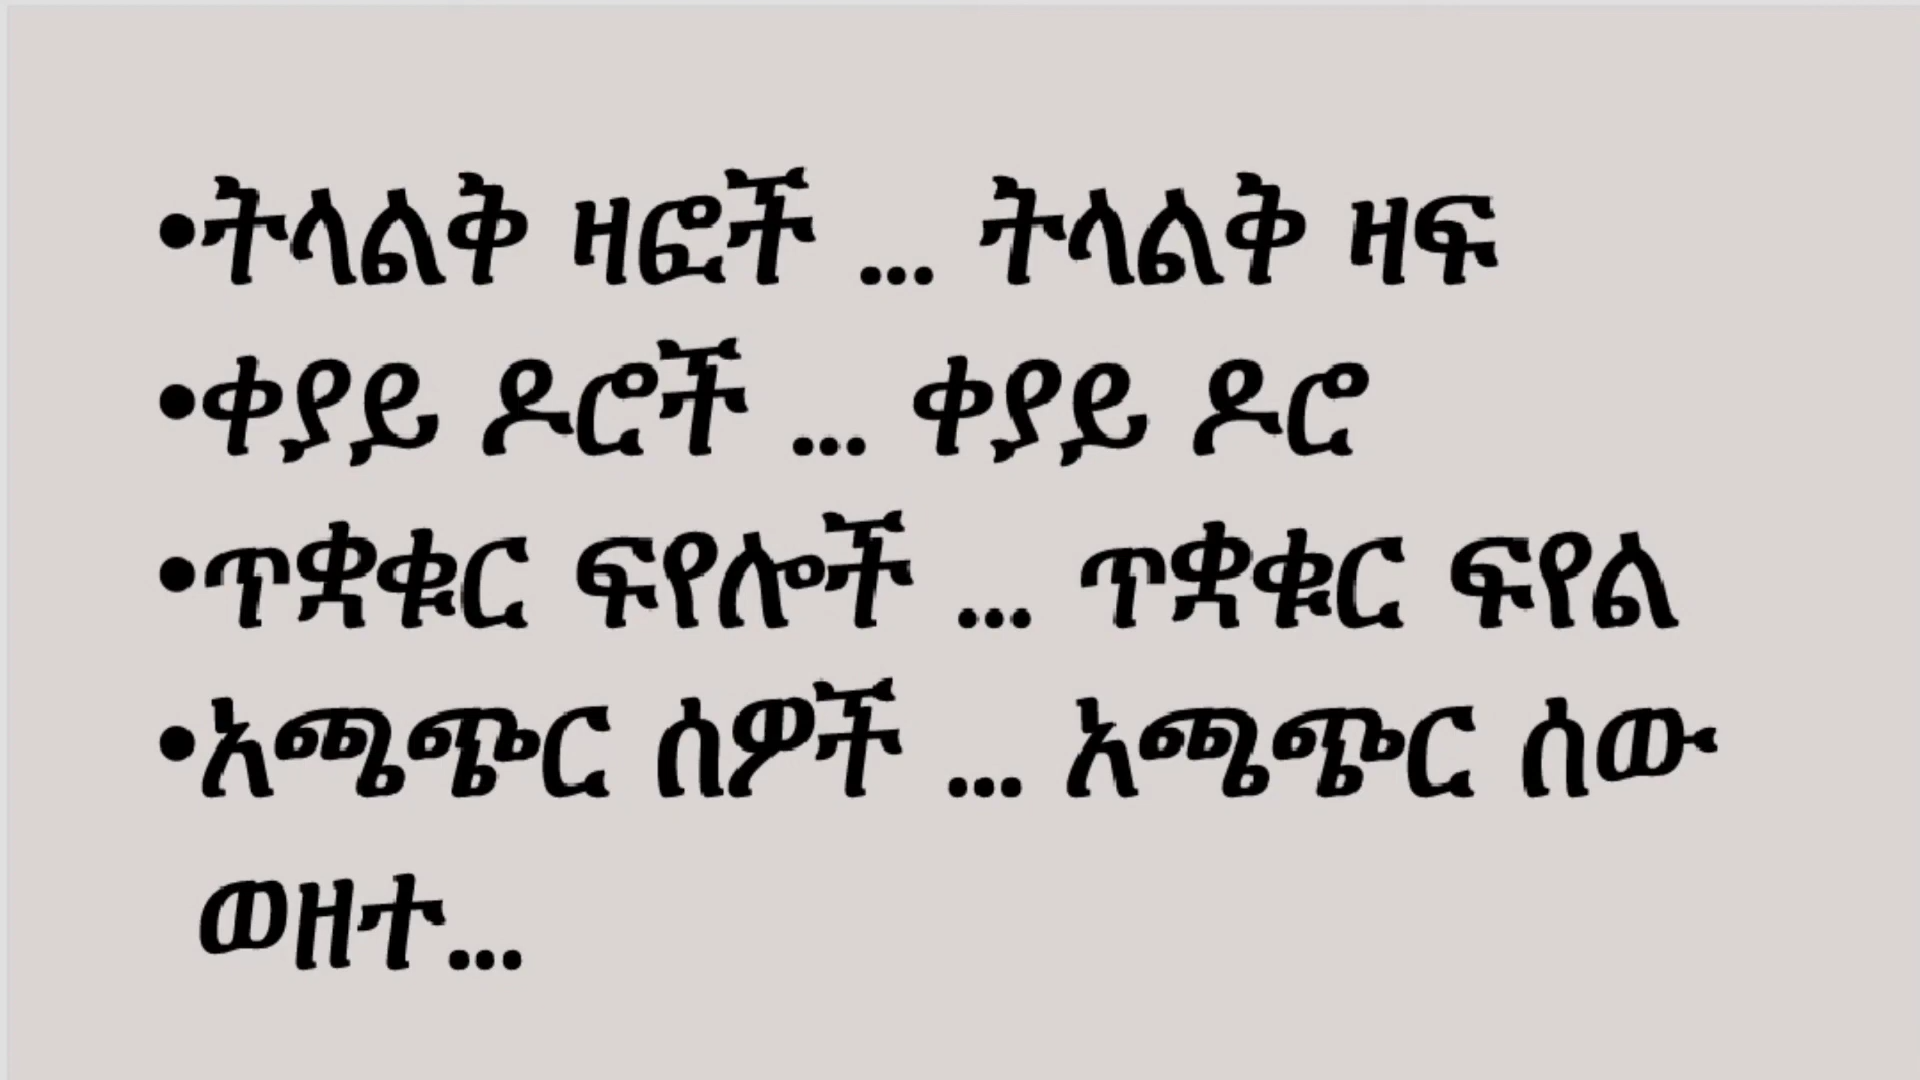 •ትላልቅ ዛፎች ... ትላልቅ ዛፍ
•ቀያይ ዶሮች ... ቀያይ ዶሮ
•ጥቋቁር ፍየሎች ... ጥቋቁር ፍየል
•አጫጭር ሰዎች ... አጫጭር ሰው
ወዘተ...